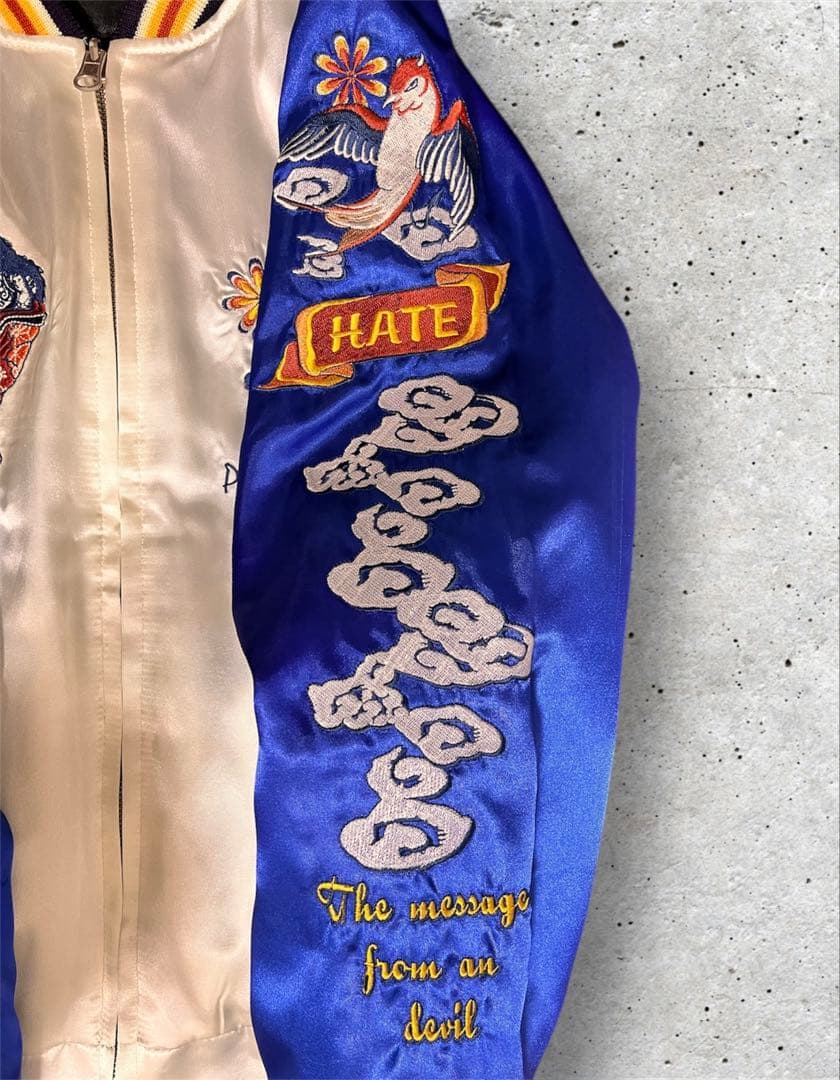 HATE
The message
from an
devil